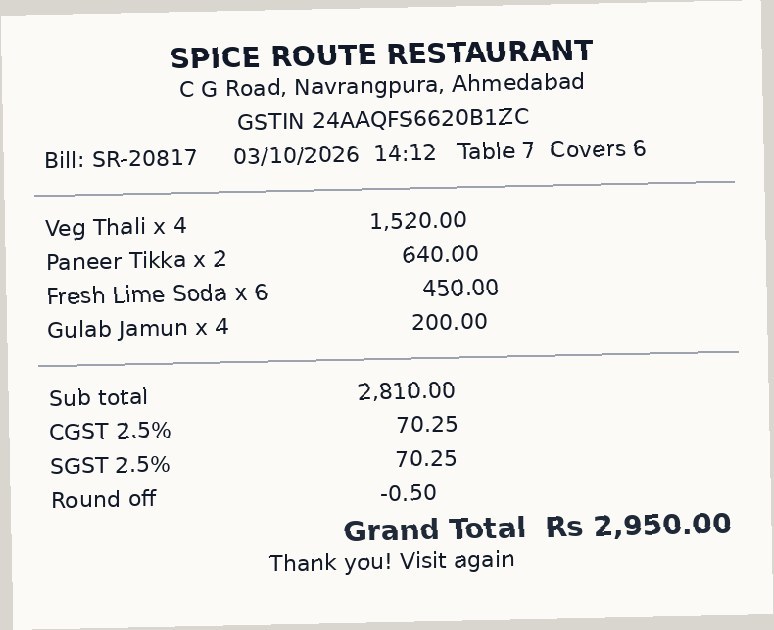 SPICE ROUTE RESTAURANT
C G Road, Navrangpura, Ahmedabad
GSTIN 24AAQFS6620B1ZC
Bill: SR-20817 03/10/2026 14:12 Table 7 Covers 6
Veg Thali x 4 1,520.00
Paneer Tikka x 2 640.00
Fresh Lime Soda x 6 450.00
Gulab Jamun x 4 200.00
Sub total 2,810.00
CGST 2.5% 70.25
SGST 2.5% 70.25
Round off -0.50
Grand Total Rs 2,950.00
Thank you! Visit again